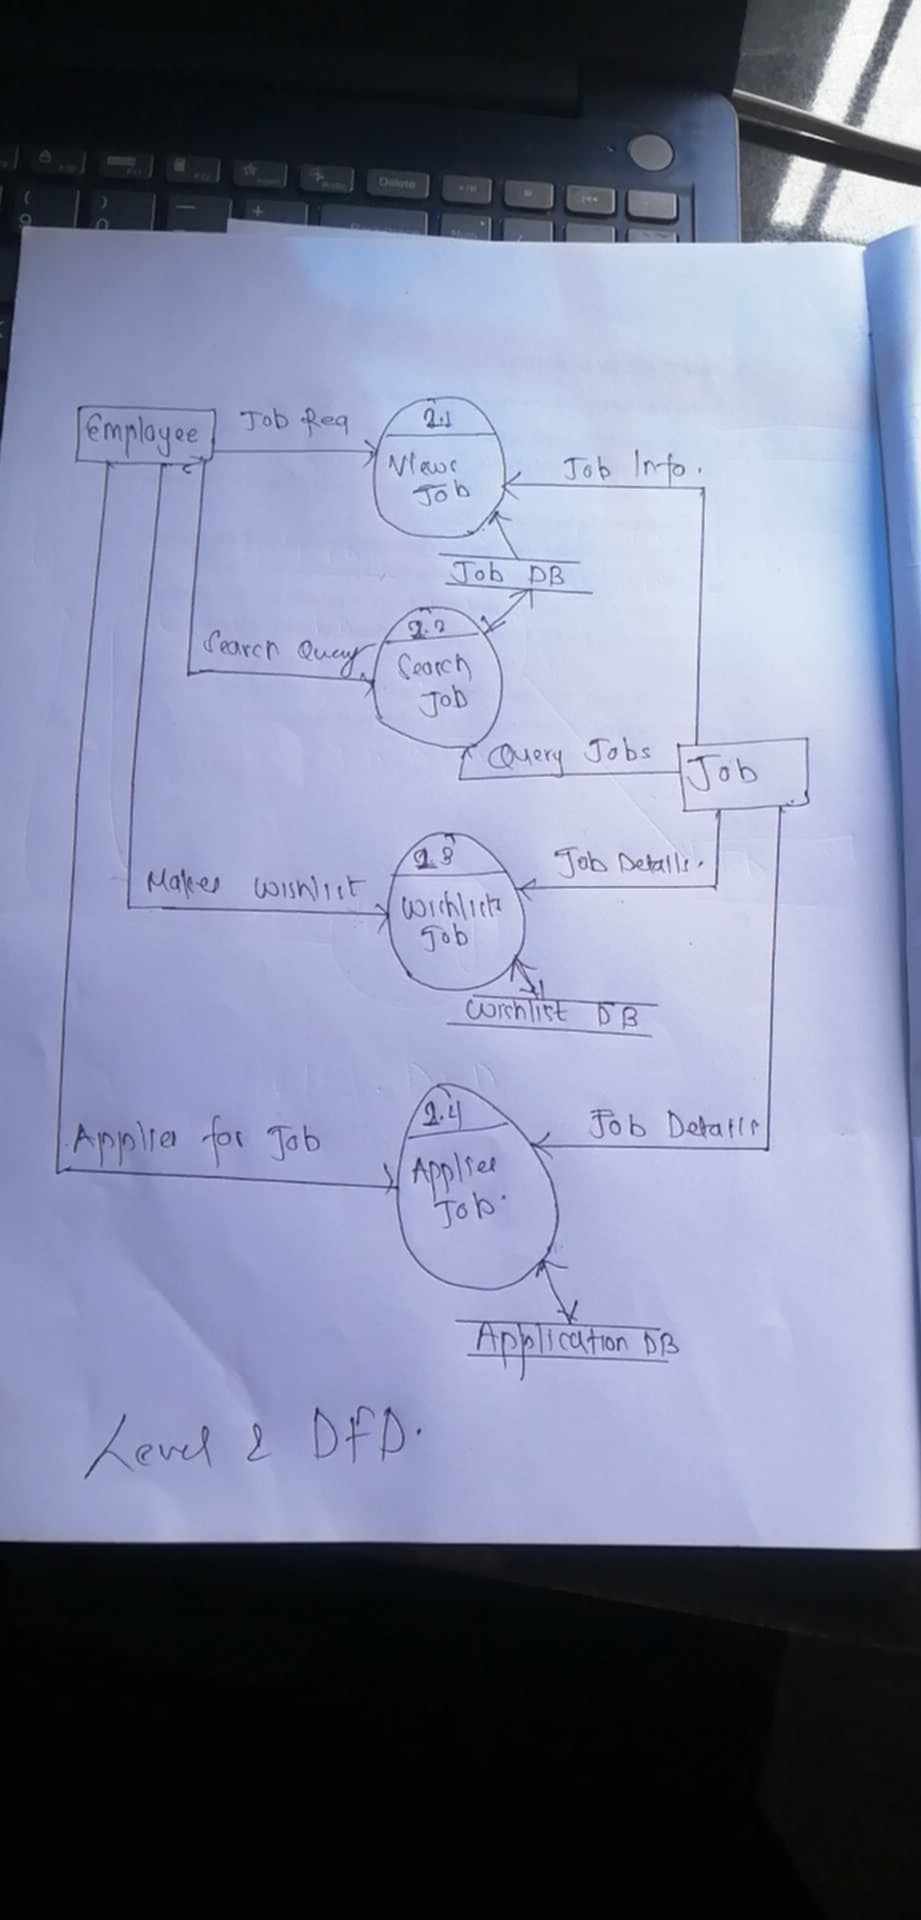 Delete
Employee
Job Req
2.1
Views
Job
Job Info.
Job DB
2.2
Search Query
Search
Job
Query Jobs
Job
2.3
Job Details.
Makes Wishlist
Wishlists
Job
Wishlist DB
2.4
Applies for Job
Job Details
Applies
Job.
Application DB
Level 2 DFD.